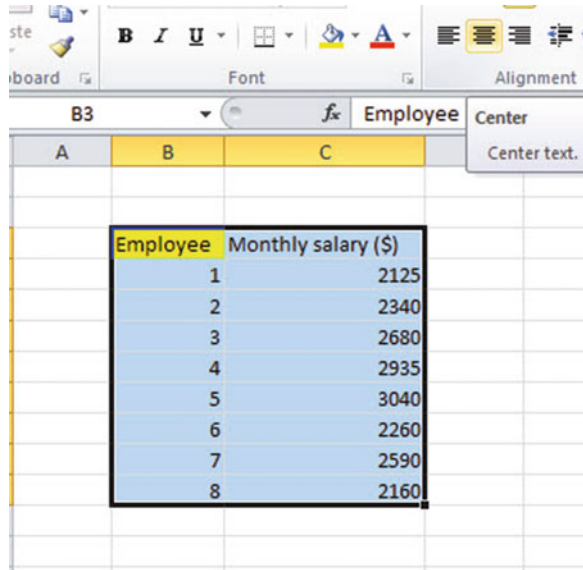 ste
B I U A
board Font Alignment
B3 fx Employee Center
A B C Center text.
Employee Monthly salary ($)
1 2125
2 2340
3 2680
4 2935
5 3040
6 2260
7 2590
8 2160